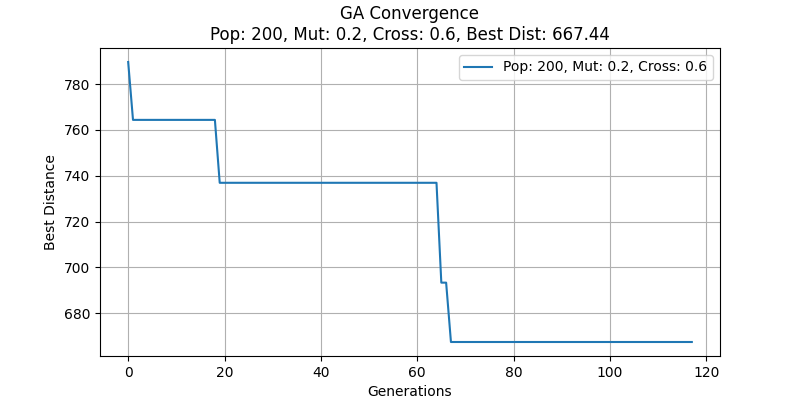 GA Convergence
Pop: 200, Mut: 0.2, Cross: 0.6, Best Dist: 667.44
Pop: 200, Mut: 0.2, Cross: 0.6
Best Distance
780
760
740
720
700
680
0 20 40 60 80 100 120
Generations